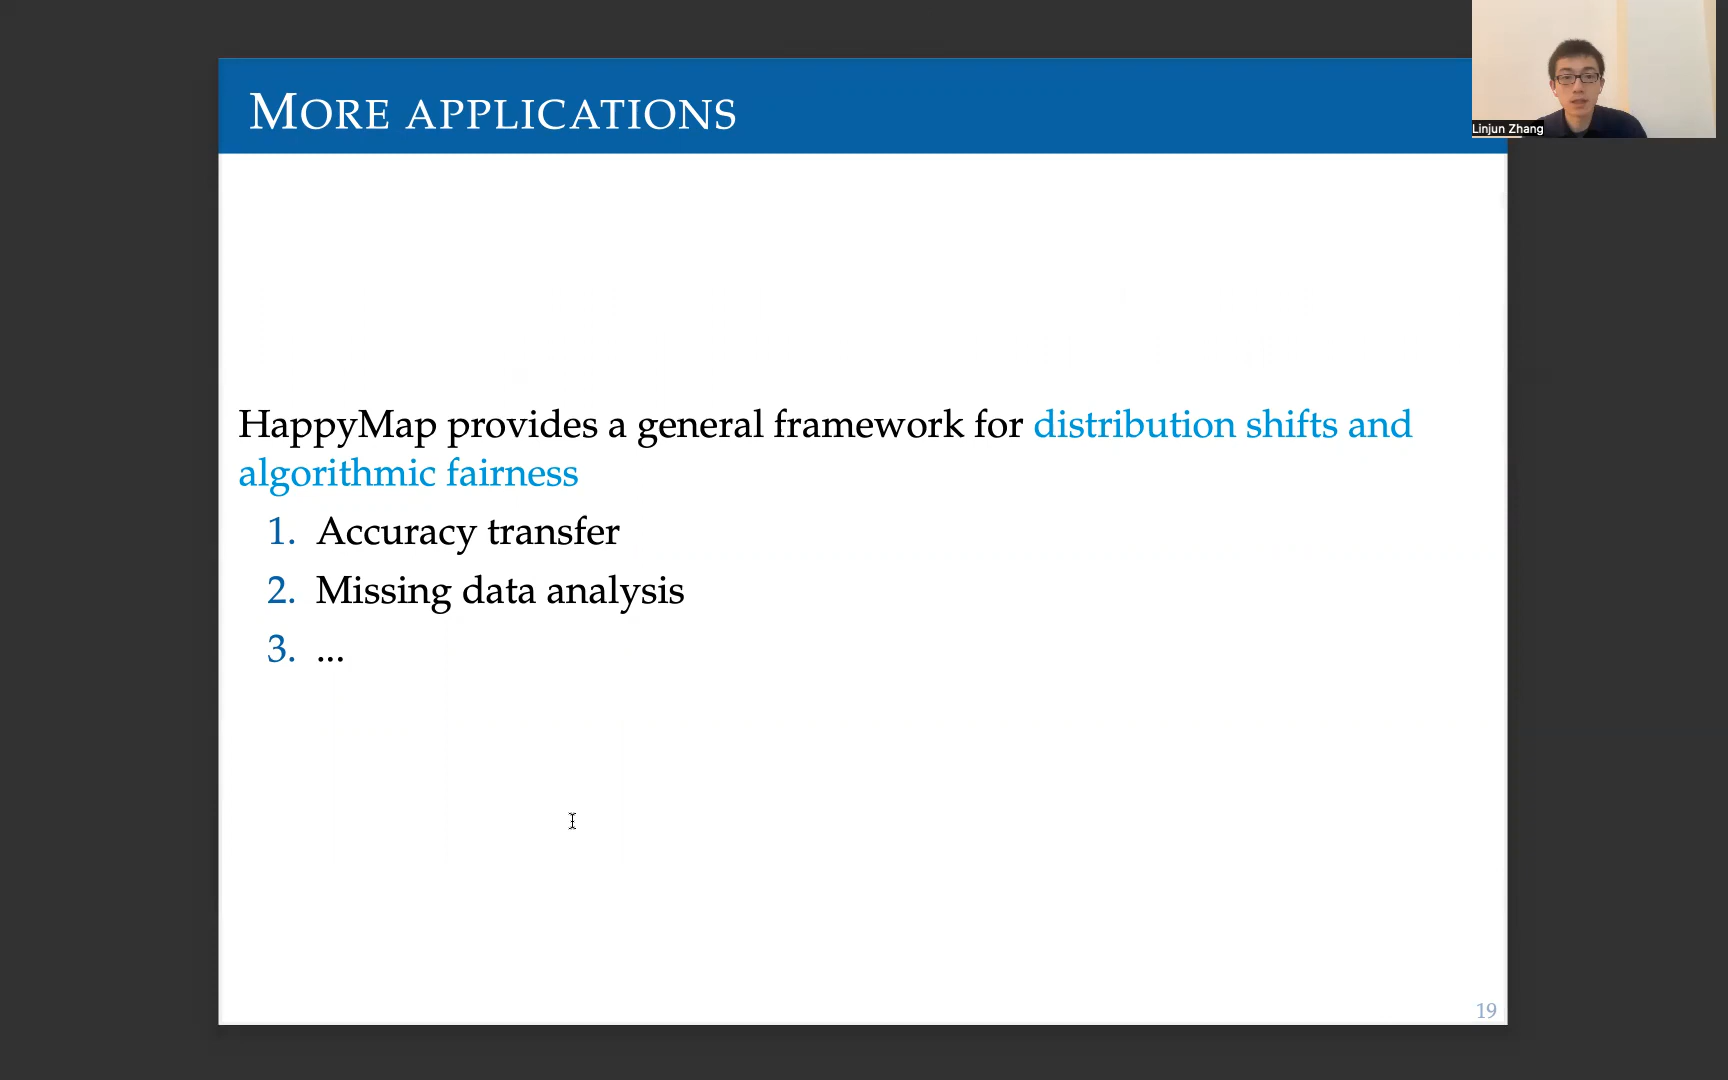 MORE APPLICATIONS
Linjun Zhang
HappyMap provides a general framework for distribution shifts and
algorithmic fairness
1. Accuracy transfer
2. Missing data analysis
3. ...
19